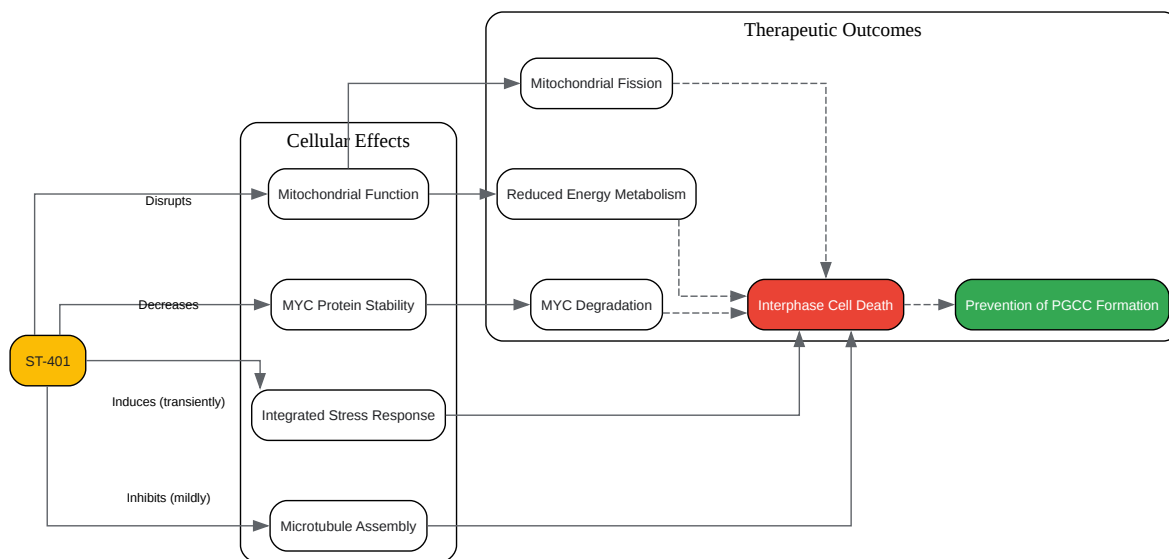 Therapeutic Outcomes
Mitochondrial Fission
Cellular Effects
Disrupts
Mitochondrial Function
Reduced Energy Metabolism
Decreases
MYC Protein Stability
MYC Degradation
Interphase Cell Death
Prevention of PGCC Formation
ST-401
Induces (transiently)
Integrated Stress Response
Inhibits (mildly)
Microtubule Assembly